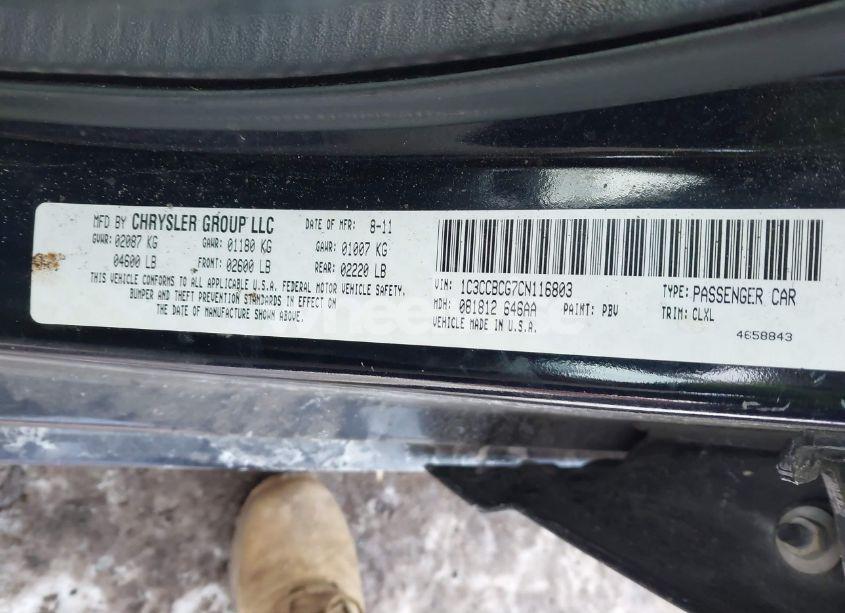 MFD BY CHRYSLER GROUP LLC DATE OF MFR: 8-11
GVWR: 02087 KG GAWR: 01180 KG GAWR: 01007 KG
04600 LB FRONT: 02600 LB REAR: 02220 LB
THIS VEHICLE CONFORMS TO ALL U.S.A. FEDERAL MOTOR VEHICLE SAFETY,
BUMPER AND THEFT PREVENTION STANDARDS IN EFFECT ON
THE DATE OF MANUFACTURE SHOWN ABOVE.
VIN: 1C3CCBCG7CN116803 TYPE: PASSENGER CAR
MDH: 081812 646AA PAINT: PBV TRIM: CLXL
VEHICLE MADE IN U.S.A.
4658843